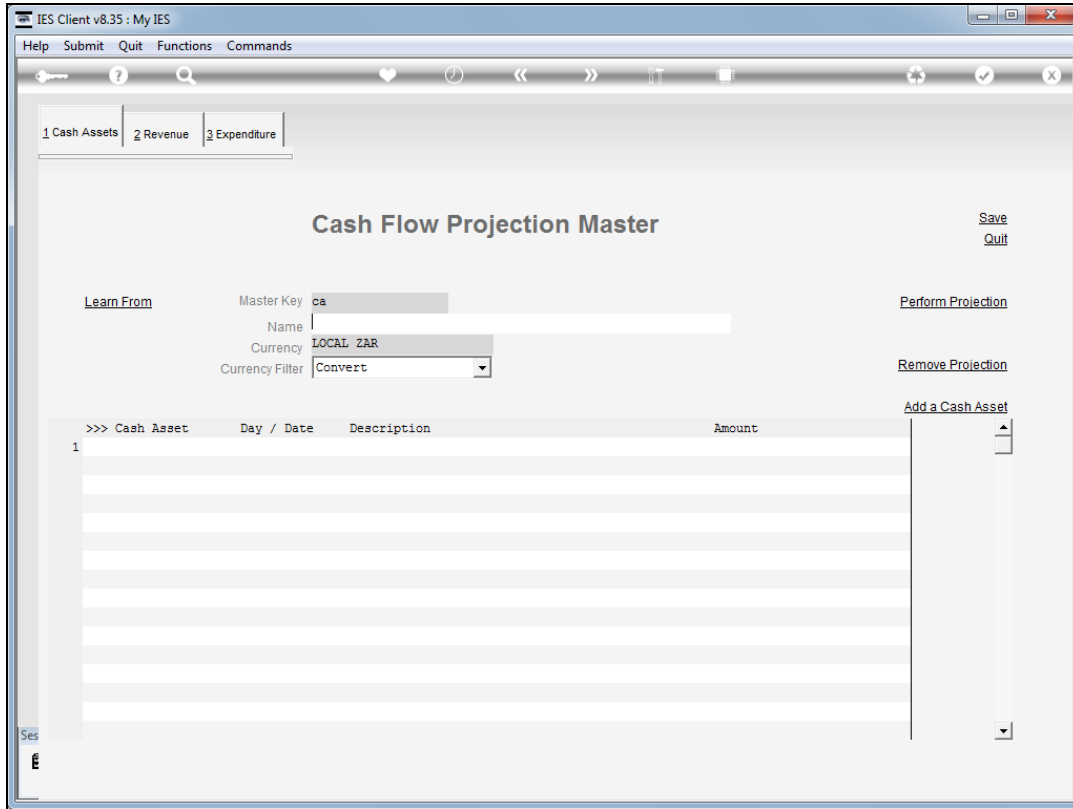 IES Client v8.35 : My IES
Help Submit Quit Functions Commands
1 Cash Assets 2 Revenue 3 Expenditure
Cash Flow Projection Master
Save
Quit
Learn From
Master Key ca
Perform Projection
Name
Currency LOCAL ZAR
Currency Filter Convert
Remove Projection
Add a Cash Asset
>>> Cash Asset Day / Date Description Amount
1
Ses